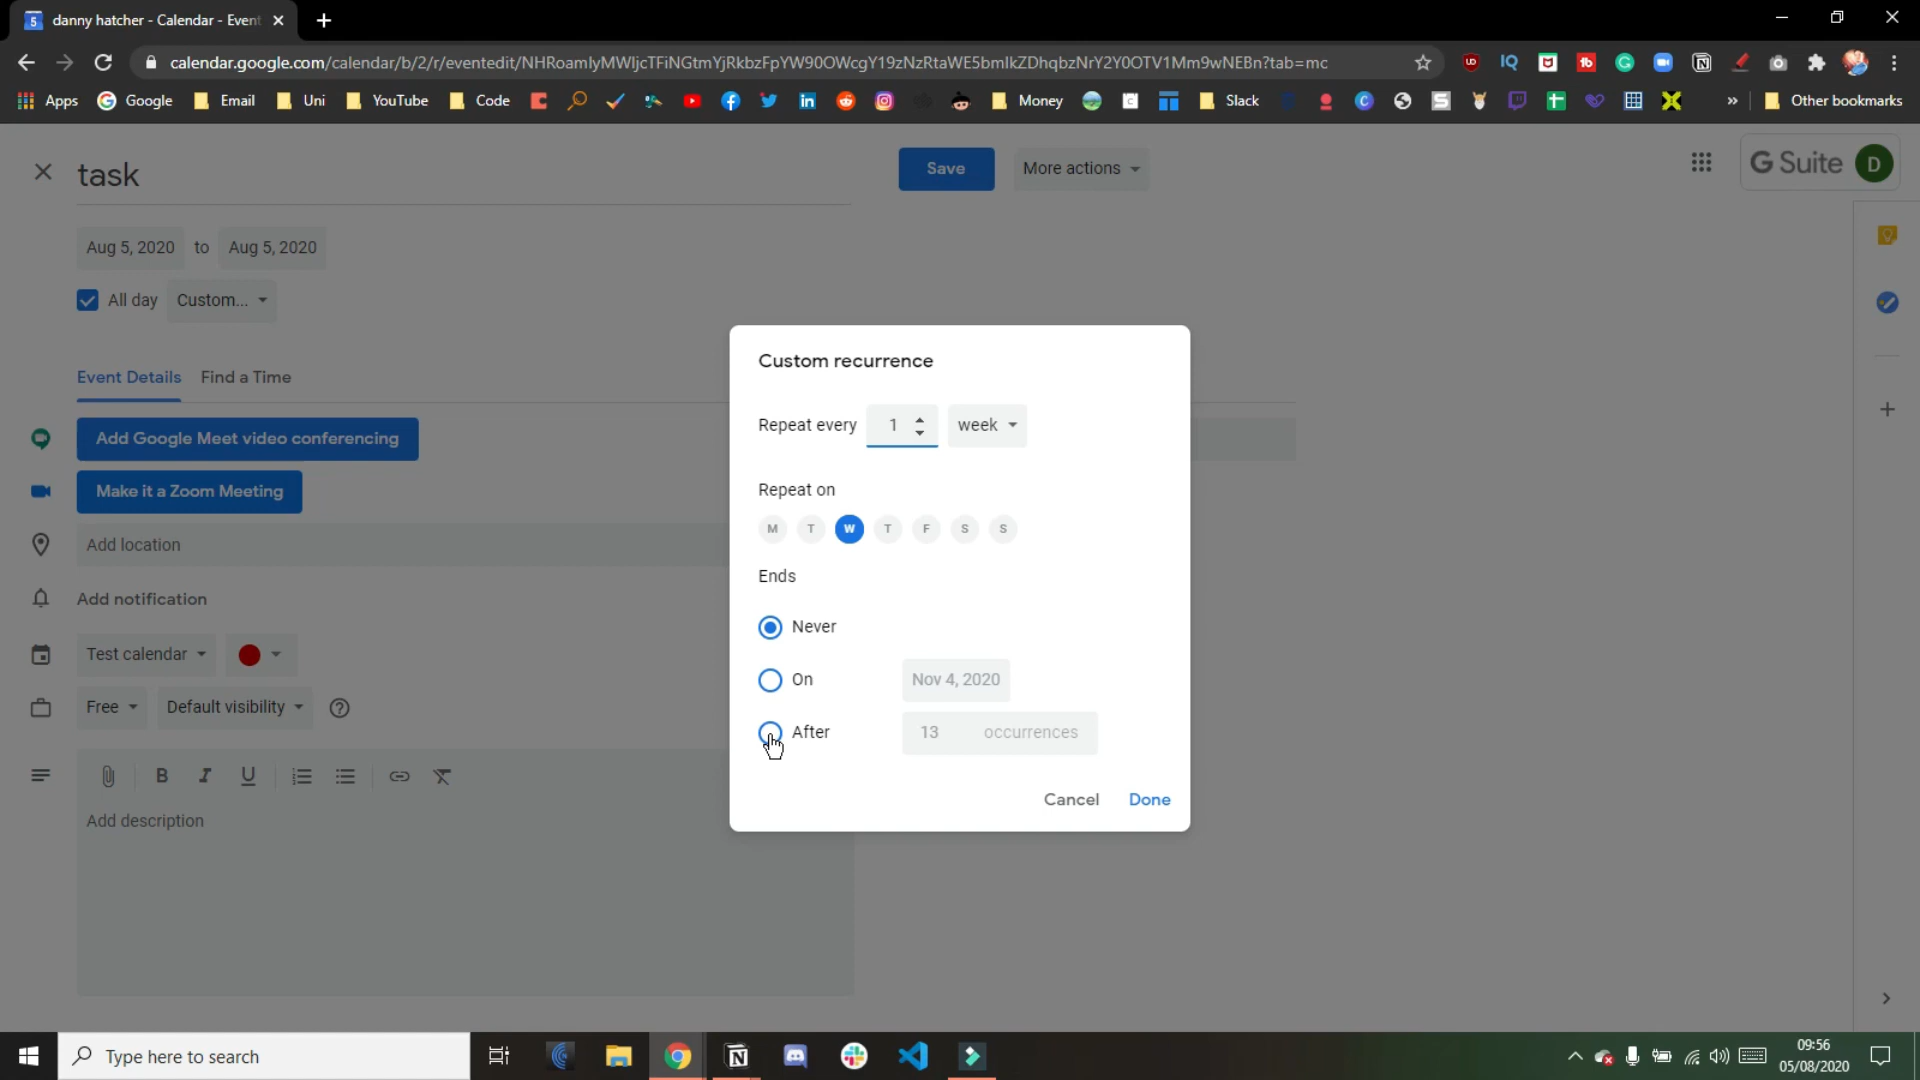 danny hatcher - Calendar - Event
calendar.google.com/calendar/b/2/r/eventedit/NHRoamIyMWljcTFiNGtmYjRkbzFpYW90OWcgY19zNzRtaWE5bmlkZDhqbzNrY2Y0OTV1Mm9wNEBn?tab=mc
Apps Google Email Uni YouTube Code Money Slack » Other bookmarks
task
Save
More actions
G Suite D
Aug 5, 2020 to Aug 5, 2020
All day Custom...
Event Details Find a Time
Add Google Meet video conferencing
Make it a Zoom Meeting
Add location
Add notification
Test calendar
Free Default visibility
B I U
Add description
Custom recurrence
Repeat every 1 week
Repeat on
M T W T F S S
Ends
Never
On Nov 4, 2020
After 13 occurrences
Cancel Done
Type here to search
09:56
05/08/2020